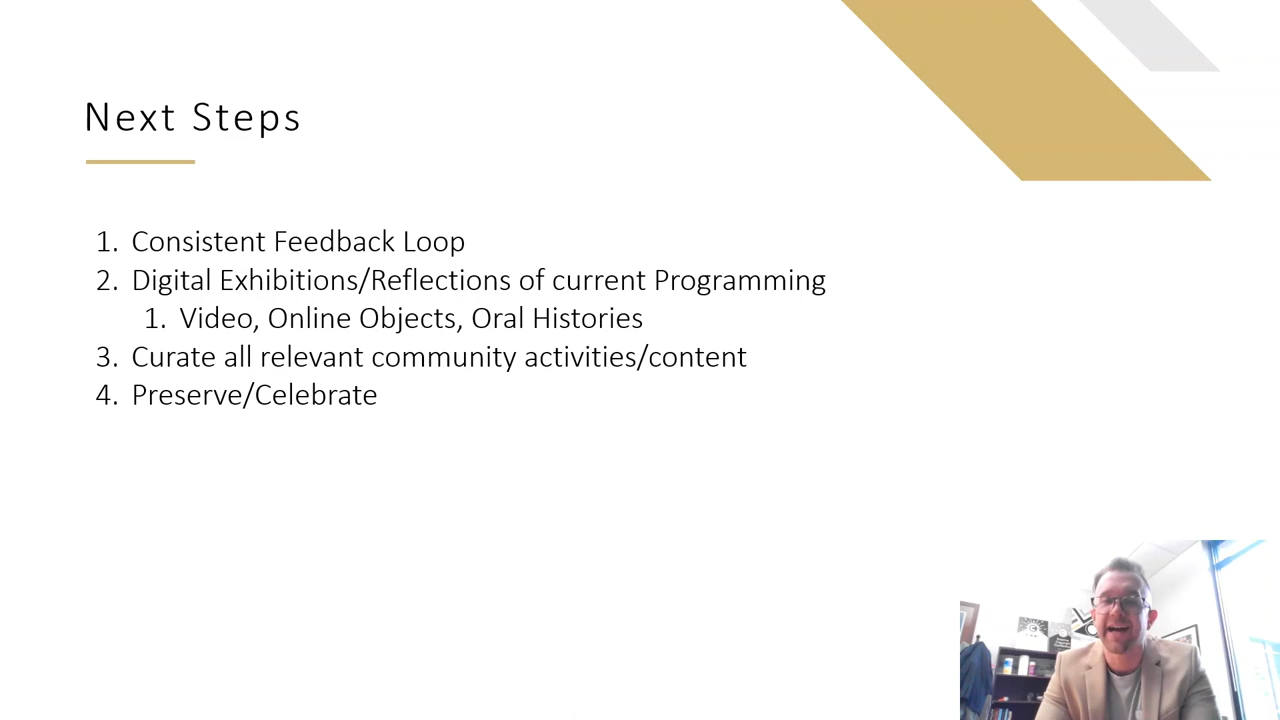 Next Steps
1. Consistent Feedback Loop
2. Digital Exhibitions/Reflections of current Programming
1. Video, Online Objects, Oral Histories
3. Curate all relevant community activities/content
4. Preserve/Celebrate